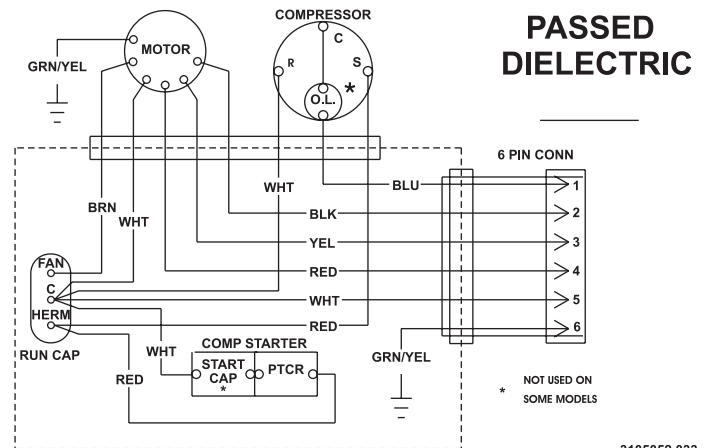 COMPRESSOR
PASSED
DIELECTRIC
MOTOR
C
R
S
GRN/YEL
O.L.
*
6 PIN CONN
WHT
BLU
1
BRN
WHT
BLK
2
YEL
3
FAN
RED
4
C
WHT
5
HERM
RED
6
RUN CAP
WHT
COMP STARTER
GRN/YEL
RED
START
CAP
*
PTCR
* NOT USED ON
SOME MODELS